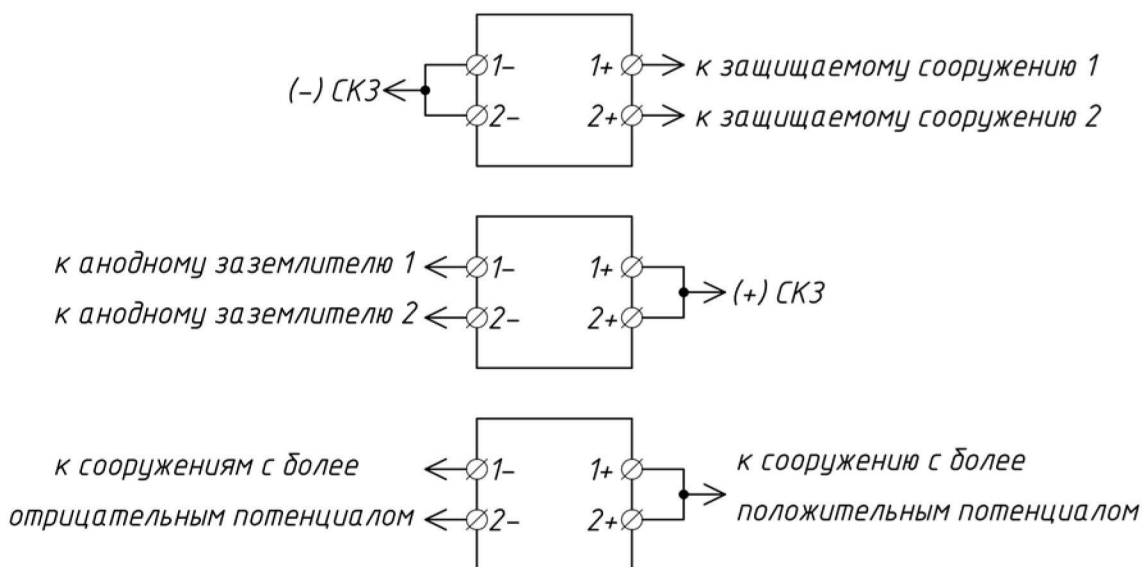 1- 1+ к защищаемому сооружению 1
(-) СКЗ
2- 2+ к защищаемому сооружению 2
к анодному заземлителю 1 1- 1+
(+) СКЗ
к анодному заземлителю 2 2- 2+
к сооружениям с более 1- 1+ к сооружению с более
отрицательным потенциалом 2- 2+ положительным потенциалом